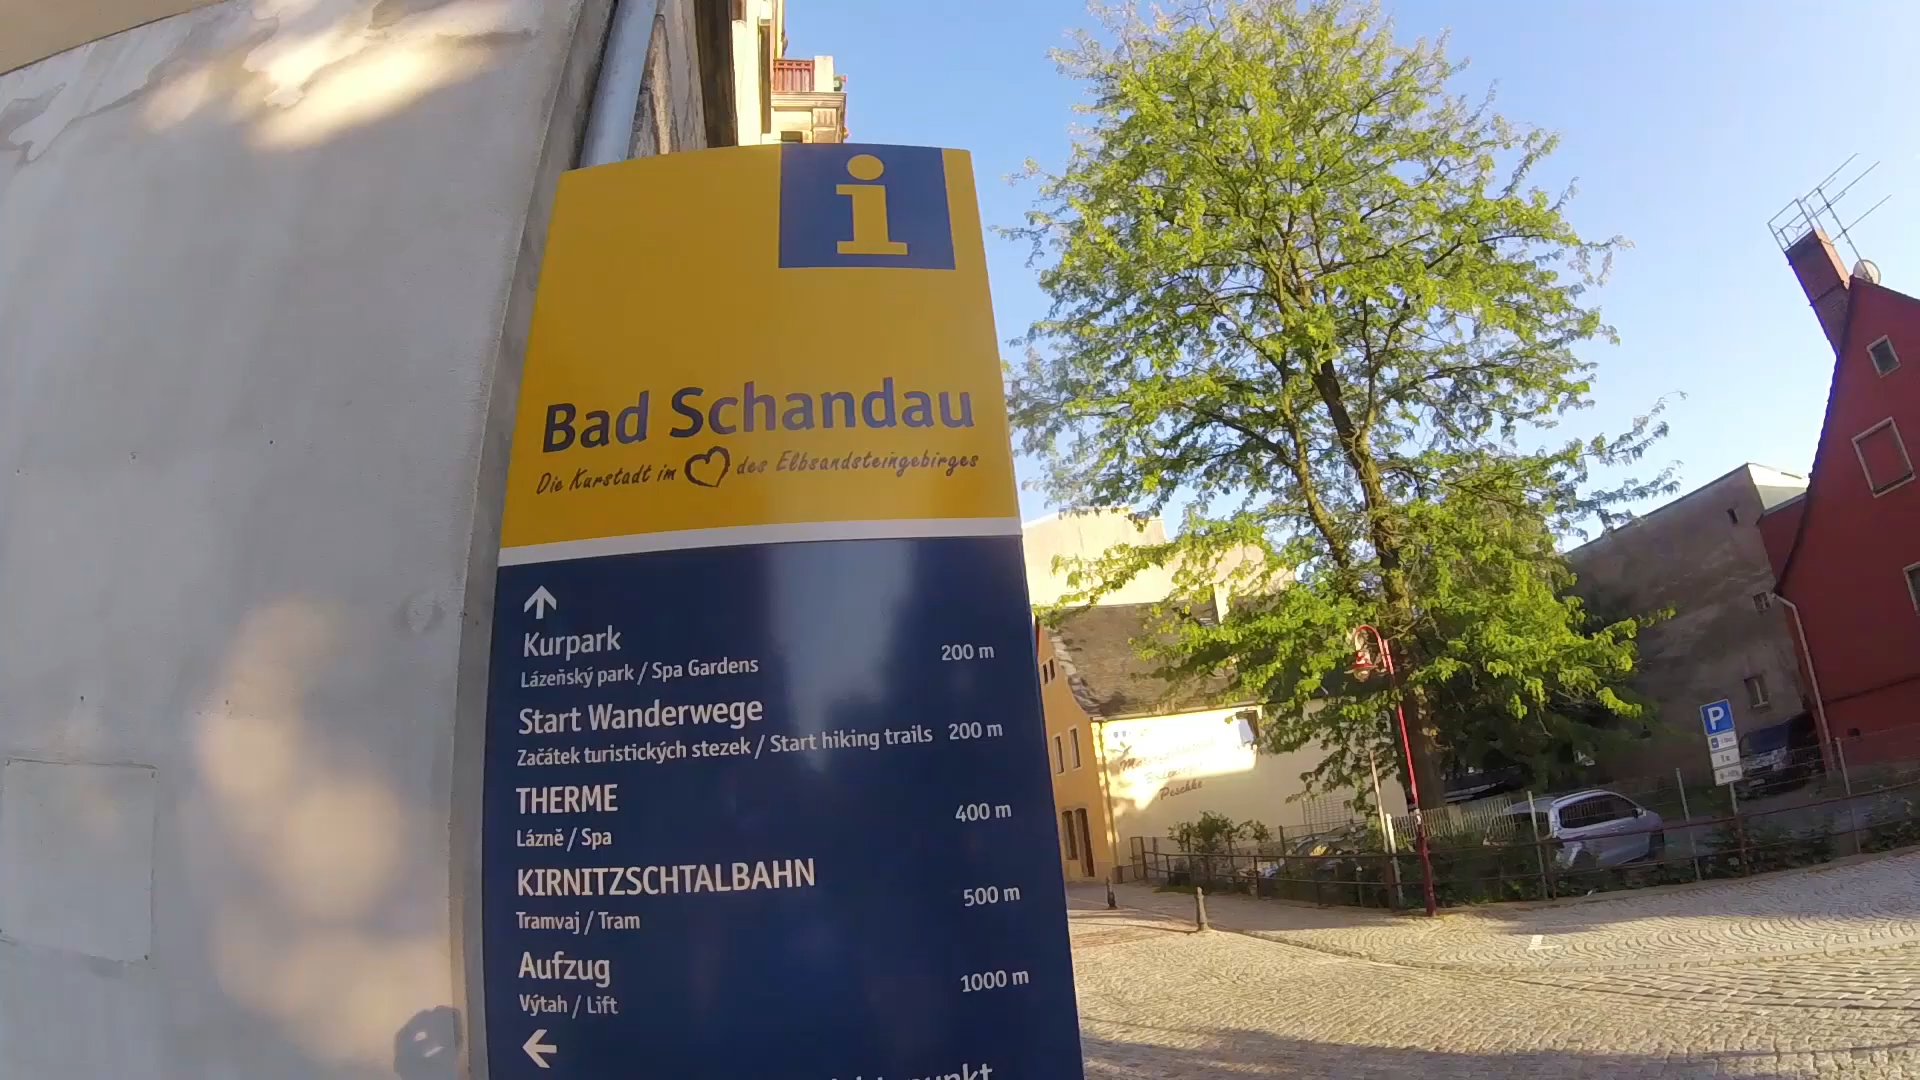 i
Bad Schandau
Die Kurstadt im des Elbsandsteingebirges
Kurpark
Lázeňský park / Spa Gardens 200 m
Start Wanderwege
Začátek turistických stezek / Start hiking trails 200 m
THERME
Lázně / Spa 400 m
KIRNITZSCHTALBAHN
Tramvaj / Tram 500 m
Aufzug
Výtah / Lift 1000 m
Peschke
P